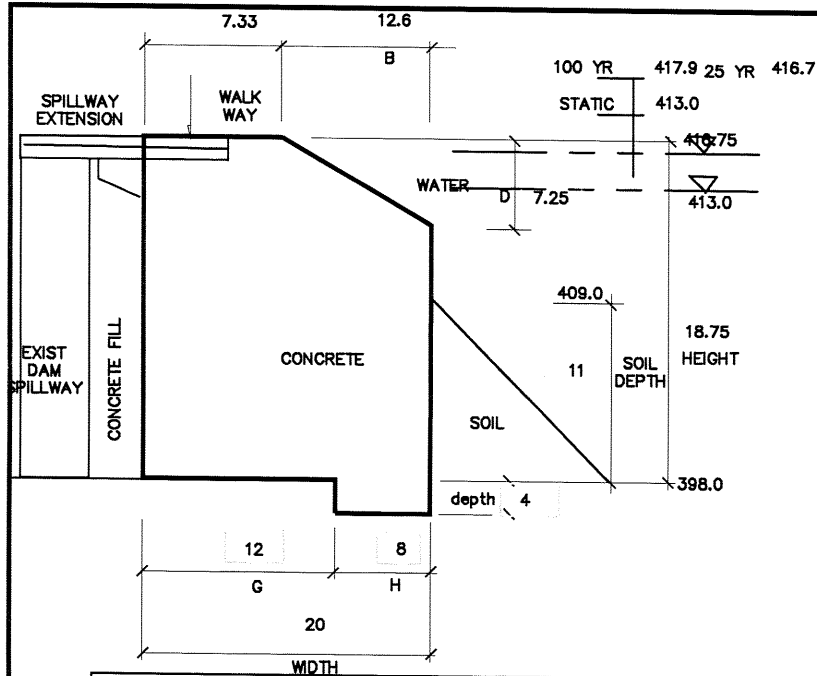 7.33 12.6
B
100 YR 417.9 25 YR 416.7
SPILLWAY
EXTENSION
WALK
WAY
STATIC 413.0
416.75
WATER
D 7.25
413.0
409.0
18.75
HEIGHT
EXIST
DAM
SPILLWAY
CONCRETE FILL
CONCRETE
11
SOIL
DEPTH
SOIL
398.0
depth 4
12 8
G H
20
WIDTH